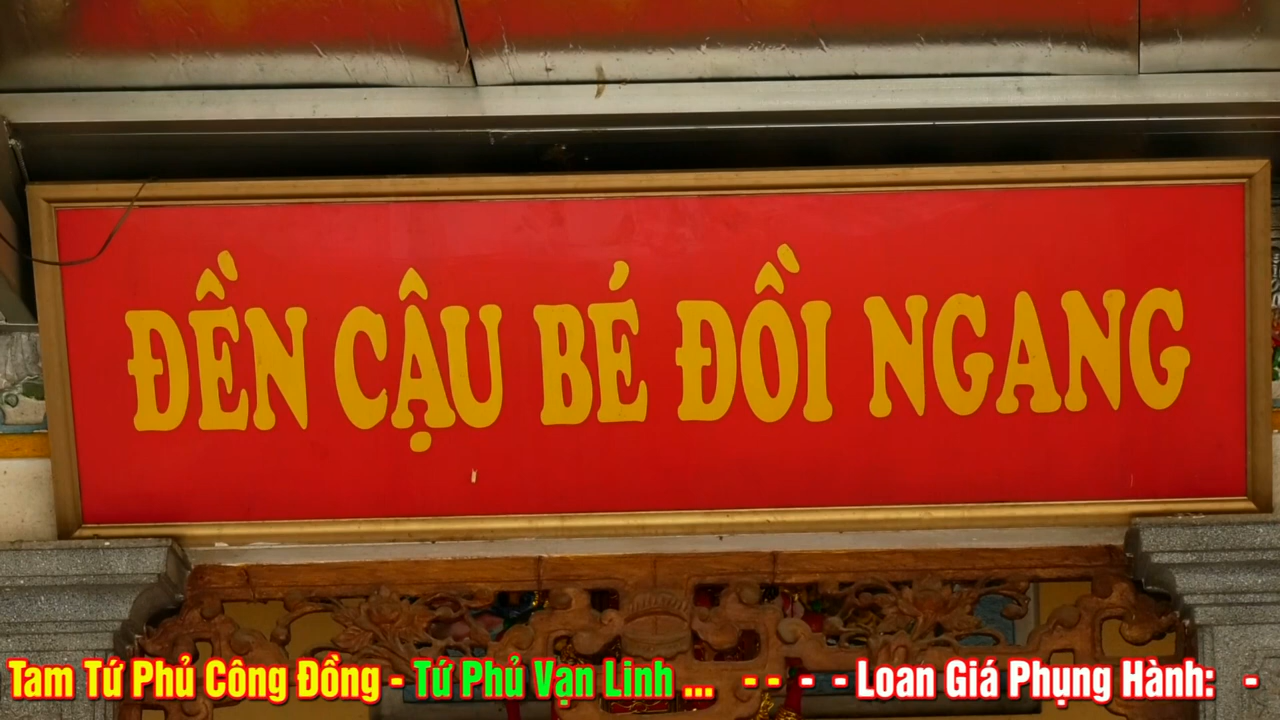 ĐỀN CẬU BÉ ĐỒI NGANG
Tam Tứ Phủ Công Đồng - Tứ Phủ Vạn Linh ... - - - - Loan Giá Phụng Hành: -